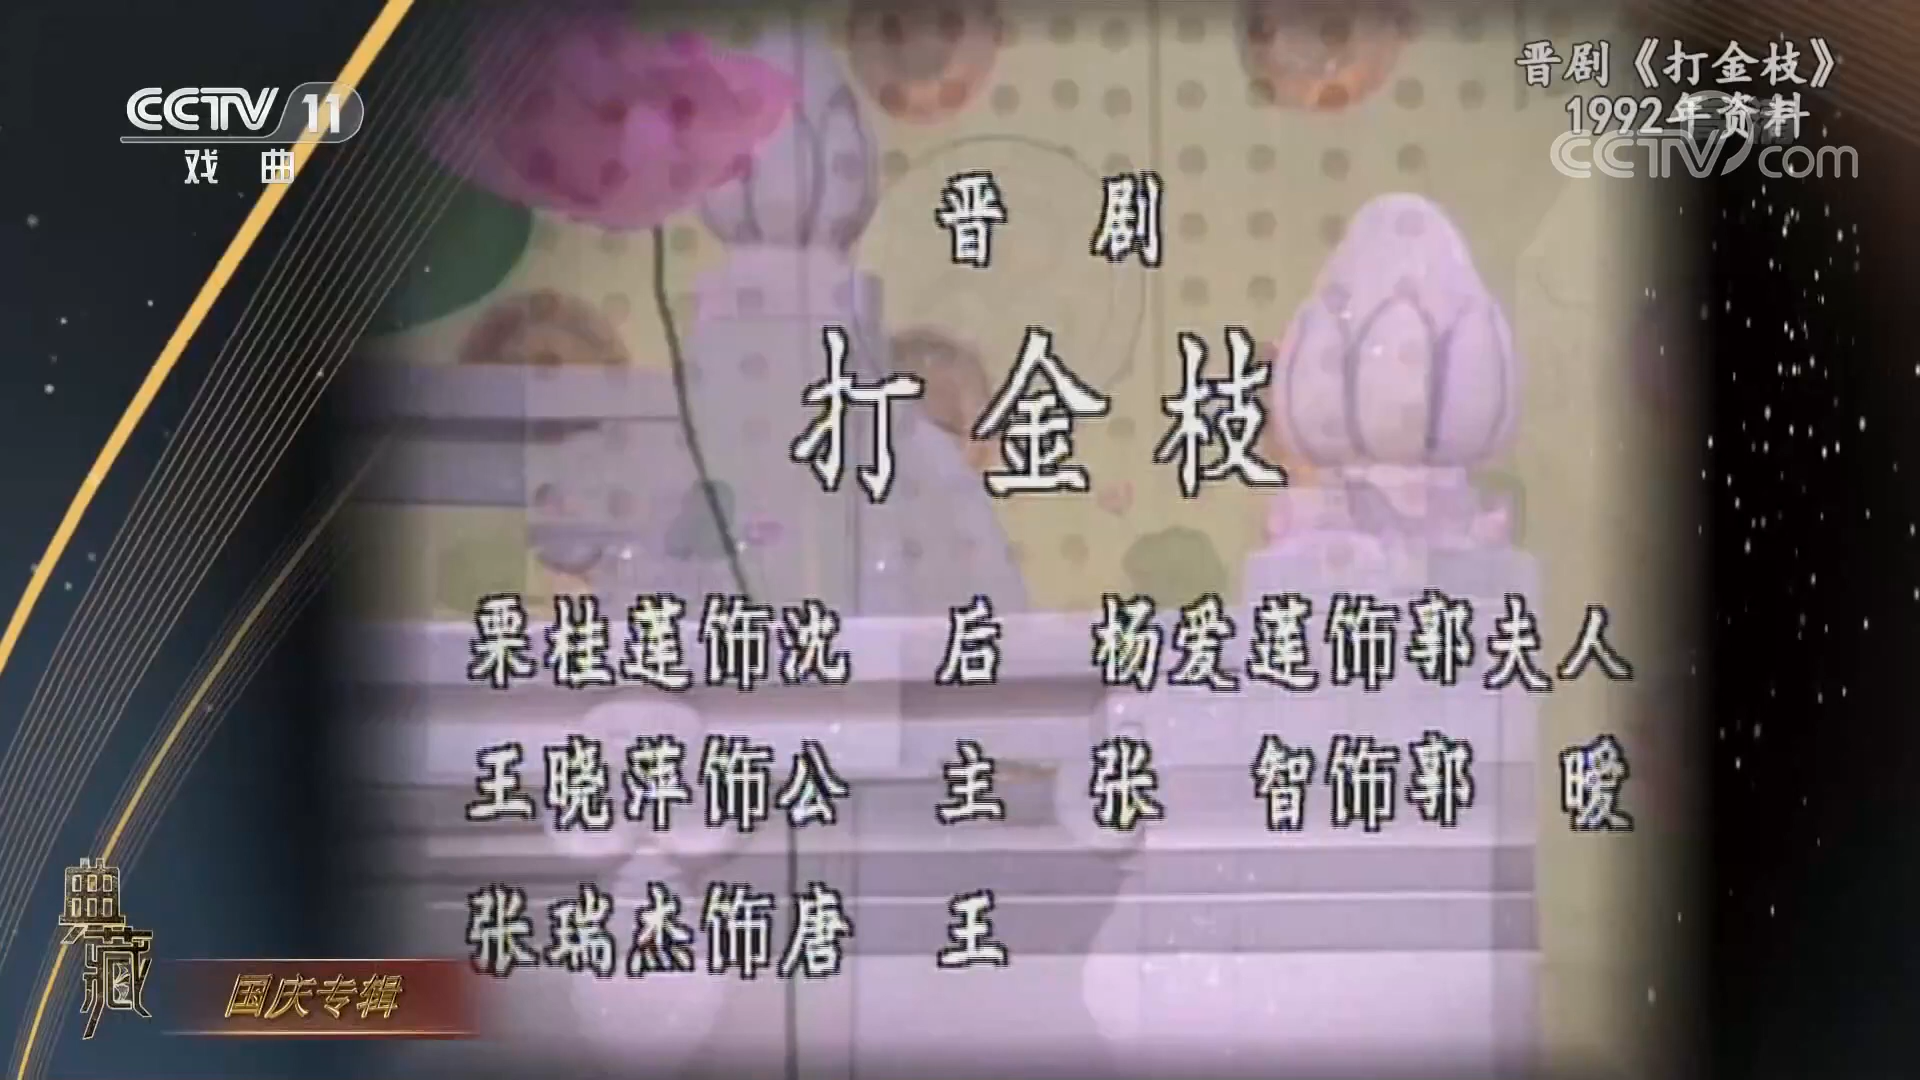 CCTV 11
戏曲
晋剧《打金枝》
1992年资料
CCTV.com
晋剧
打金枝
栗桂莲饰沈后 杨爱莲饰郭夫人
王晓萍饰公主 张智饰郭暧
张瑞杰饰唐王
典藏
国庆专辑